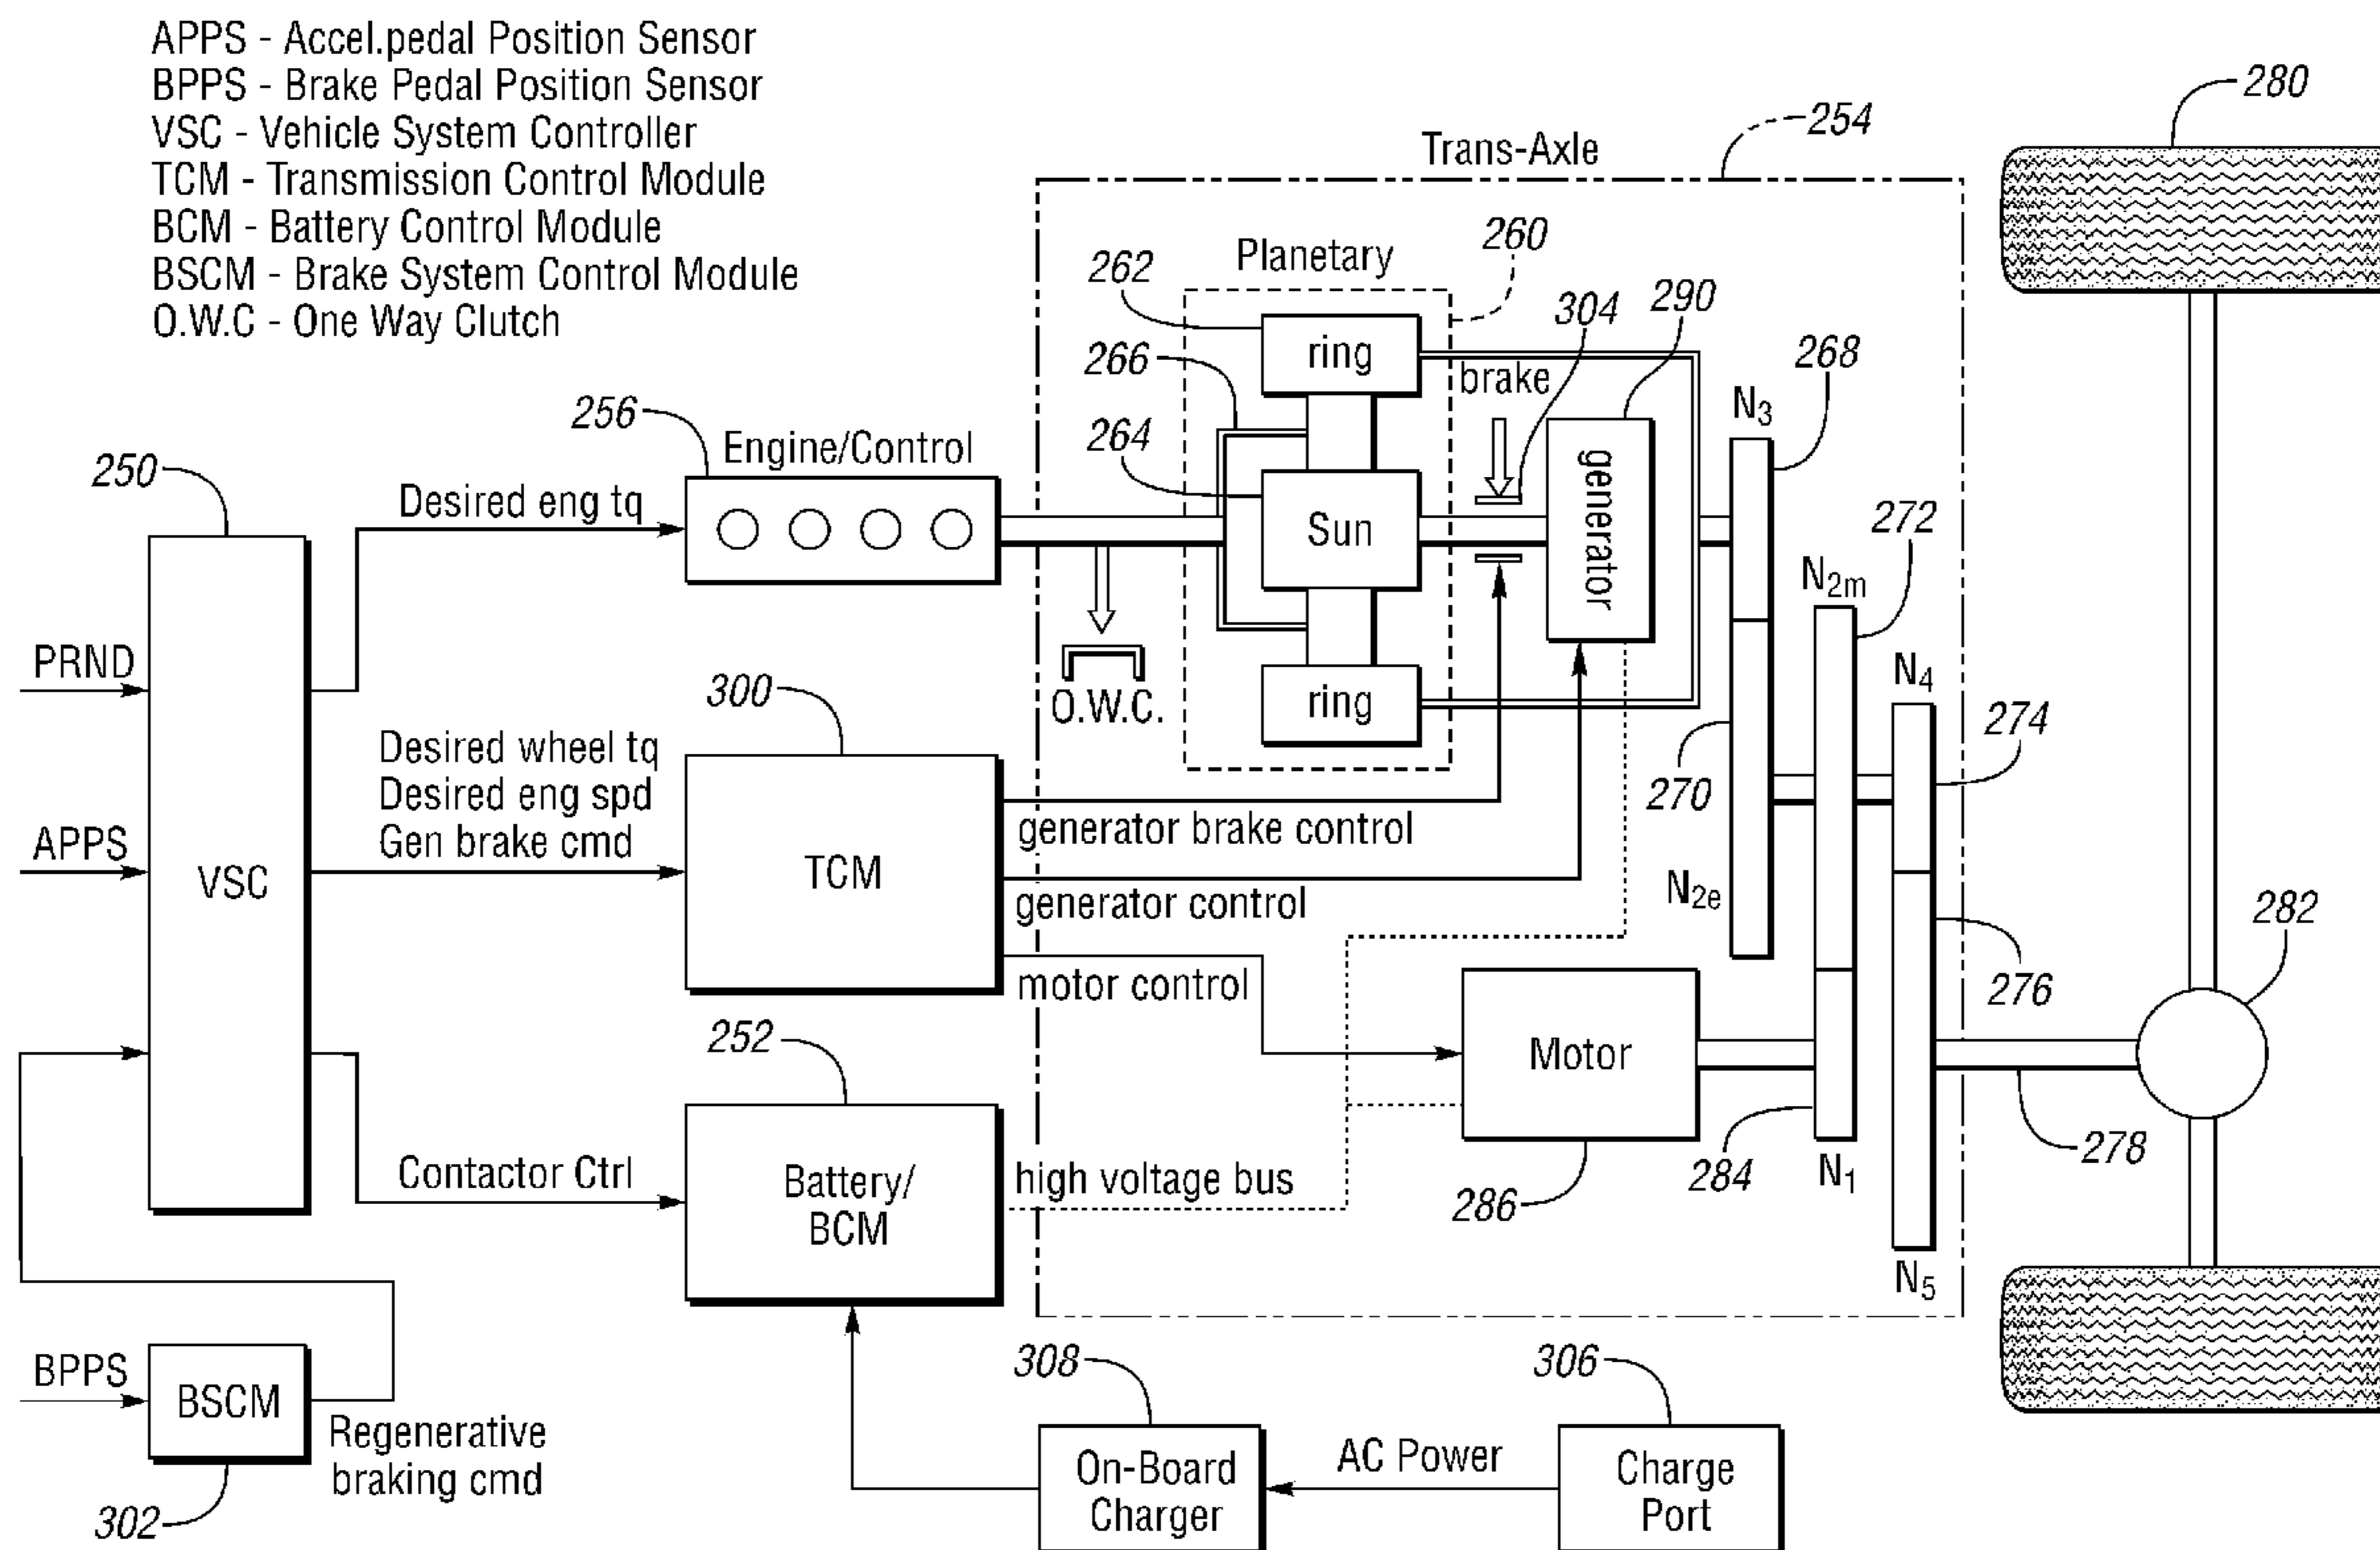 APPS - Accel.pedal Position Sensor
BPPS - Brake Pedal Position Sensor
VSC - Vehicle System Controller
TCM - Transmission Control Module
BCM - Battery Control Module
BSCM - Brake System Control Module
O.W.C - One Way Clutch
280
254
Trans-Axle
260
Planetary
262
290
304
ring
268
266
brake
N3
256
264
Engine/Control
generator
250
Desired eng tq
Sun
272
N2m
PRND
300
O.W.C.
ring
N4
274
Desired wheel tq
Desired eng spd
Gen brake cmd
270
APPS
VSC
TCM
generator brake control
N2e
generator control
282
motor control
276
252
Motor
Contactor Ctrl
Battery/
BCM
high voltage bus
286
284
N1
278
N5
308
306
BPPS
BSCM
Regenerative
braking cmd
On-Board
Charger
AC Power
Charge
Port
302